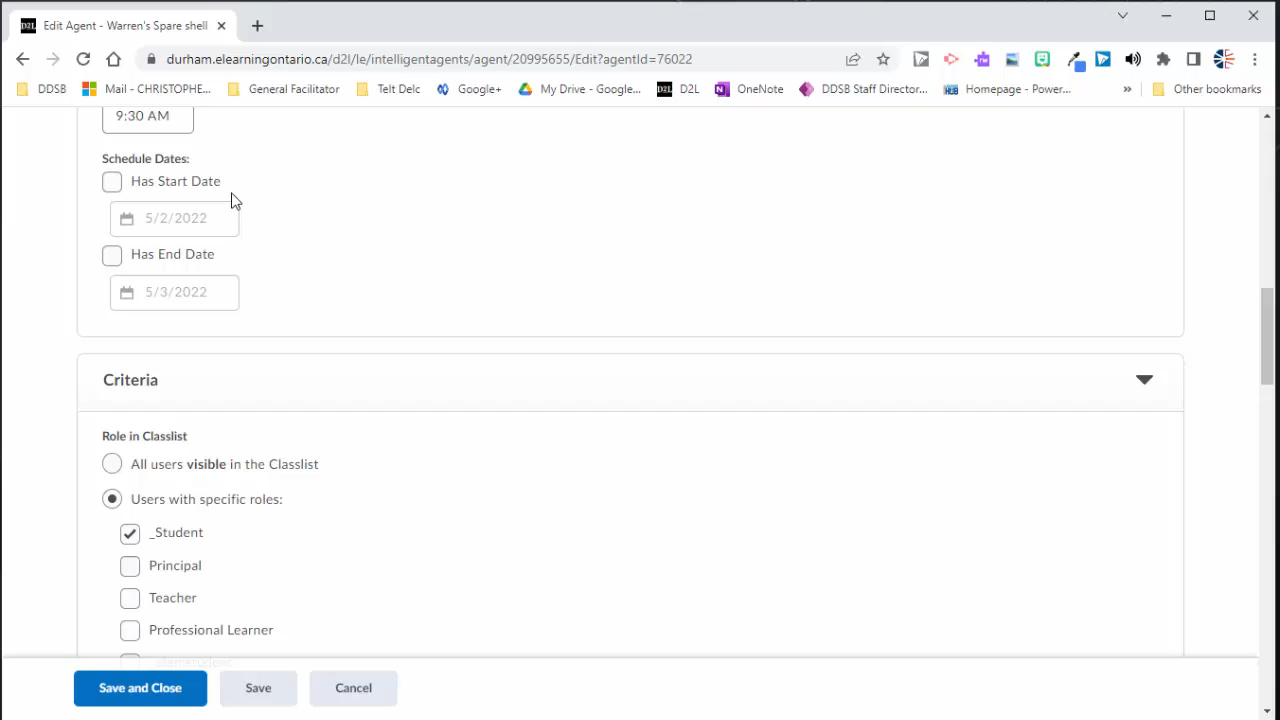 D2L Edit Agent - Warren's Spare shell
durham.elearningontario.ca/d2l/le/intelligentagents/agent/20995655/Edit?agentId=76022
DDSB Mail - CHRISTOPHE... General Facilitator Telt Delc Google+ My Drive - Google... D2L D2L OneNote DDSB Staff Director... HUB Homepage - Power... » Other bookmarks
9:30 AM
Schedule Dates:
Has Start Date
5/2/2022
Has End Date
5/3/2022
Criteria
Role in Classlist
All users visible in the Classlist
Users with specific roles:
_Student
Principal
Teacher
Professional Learner
Save and Close Save Cancel